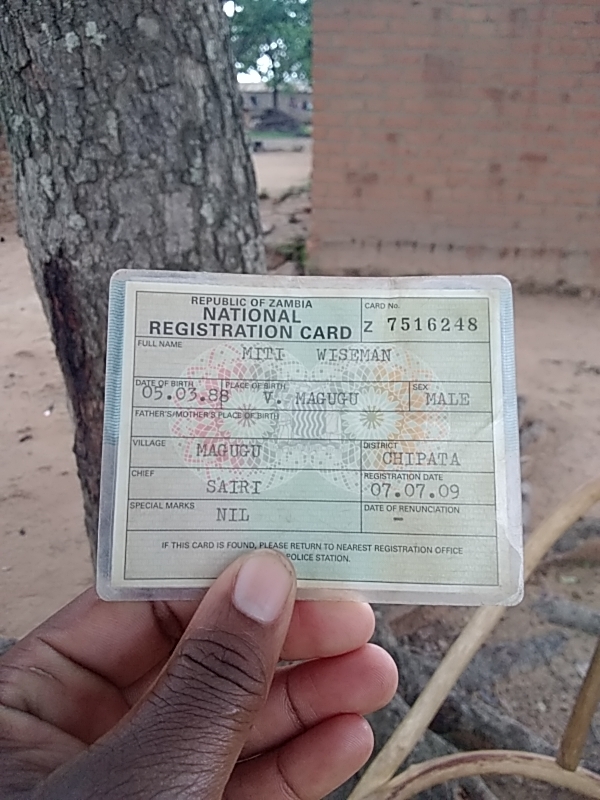 REPUBLIC OF ZAMBIA
NATIONAL
REGISTRATION CARD
CARD No.
Z 7516248
FULL NAME
MITI WISEMAN
DATE OF BIRTH
05.03.88
PLACE OF BIRTH
V. MAGUGU
SEX
MALE
FATHER'S/MOTHER'S PLACE OF BIRTH
VILLAGE
MAGUGU
DISTRICT
CHIPATA
CHIEF
SAIRI
REGISTRATION DATE
07.07.09
SPECIAL MARKS
NIL
DATE OF RENUNCIATION
–
IF THIS CARD IS FOUND, PLEASE RETURN TO NEAREST REGISTRATION OFFICE
POLICE STATION.